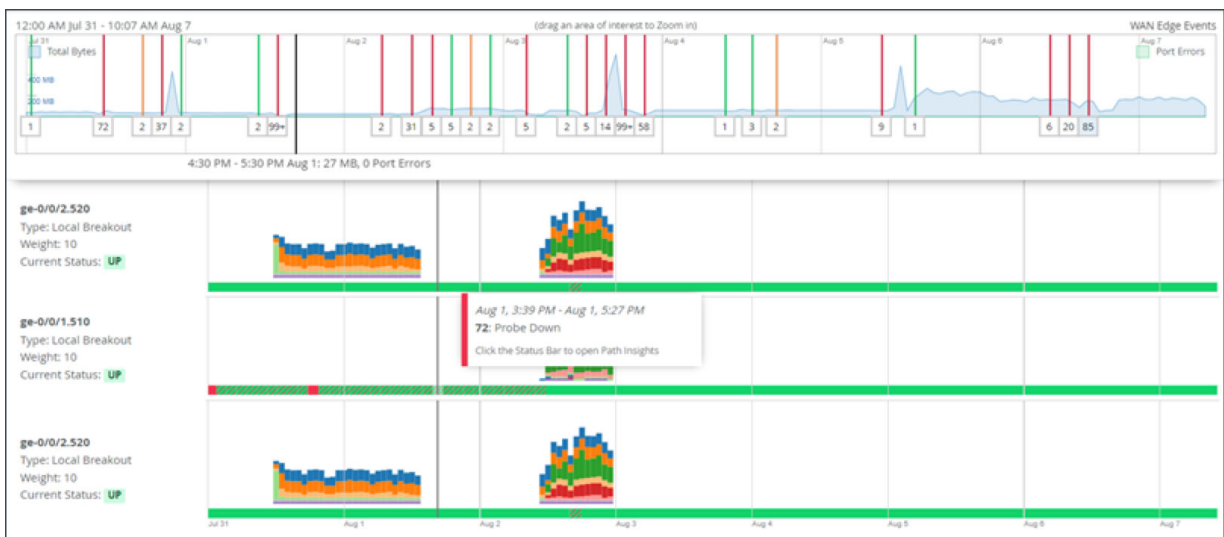 12:00 AM Jul 31 - 10:07 AM Aug 7 (drag an area of interest to Zoom in) WAN Edge Events
Jul 31 Aug 1 Aug 2 Aug 3 Aug 4 Aug 5 Aug 6 Aug 7
Total Bytes Port Errors
400 MB
200 MB
1 72 2 37 2 2 99+ 2 31 5 5 2 2 5 2 5 14 99+ 58 1 3 2 9 1 6 20 85
4:30 PM - 5:30 PM Aug 1: 27 MB, 0 Port Errors
ge-0/0/2.520
Type: Local Breakout
Weight: 10
Current Status: UP
Aug 1, 3:39 PM - Aug 1, 5:27 PM
72: Probe Down
Click the Status Bar to open Path Insights
ge-0/0/1.510
Type: Local Breakout
Weight: 10
Current Status: UP
ge-0/0/2.520
Type: Local Breakout
Weight: 10
Current Status: UP
Jul 31 Aug 1 Aug 2 Aug 3 Aug 4 Aug 5 Aug 6 Aug 7